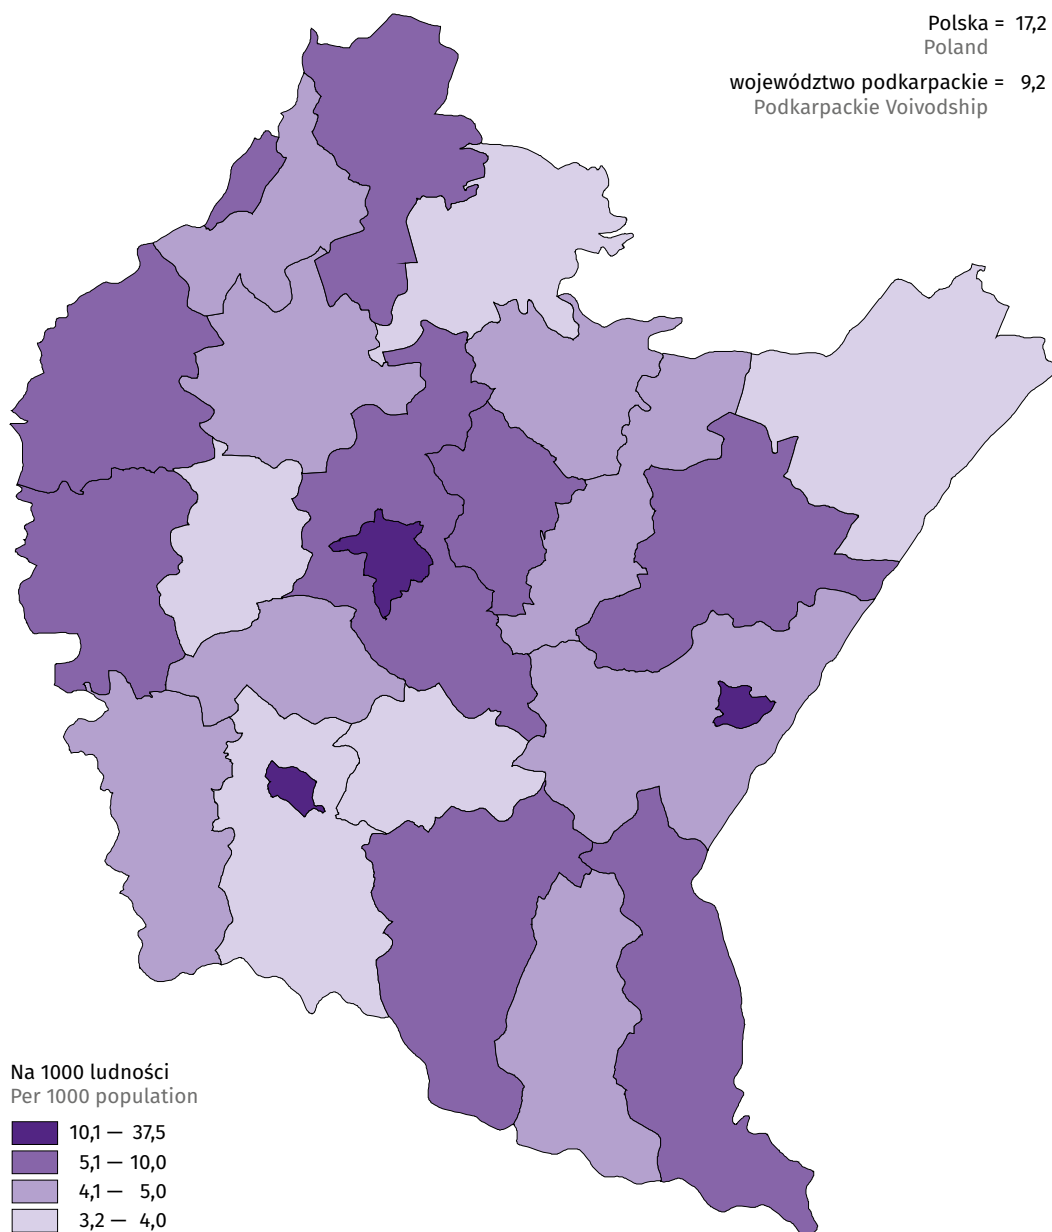 Polska = 17,2
Poland
województwo podkarpackie = 9,2
Podkarpackie Voivodship
Na 1000 ludności
Per 1000 population
10,1 — 37,5
5,1 — 10,0
4,1 — 5,0
3,2 — 4,0